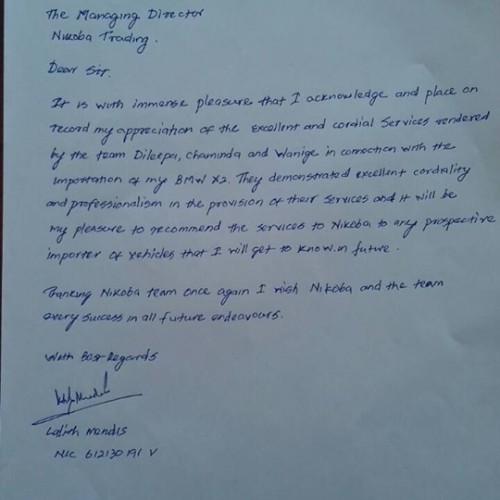 The Managing Director
Nikoba Trading.
Dear Sir.
It is with immense pleasure that I acknowledge and place on
record my appreciation of the excellent and cordial services rendered
by the team Dileepa, chaminda and Wanige in connection with the
importation of my BMW X2. They demonstrated excellent cordiality
and professionalism in the provision of their services and it will be
my pleasure to recommend the services to Nikoba to any prospective
importer of vehicles that I will get to know in future.
Thanking Nikoba team once again I wish Nikoba and the team
every success in all future endeavours.
With Best Regards
Lalith Mendis
NIC 612130191 V